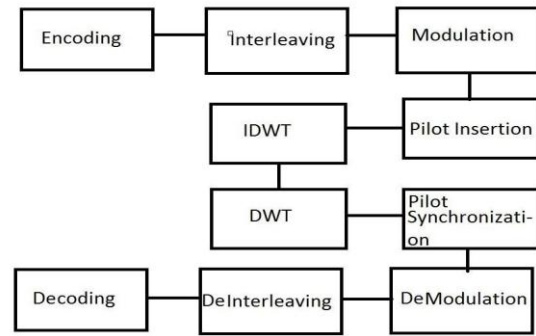 Encoding
Interleaving
Modulation
IDWT
Pilot Insertion
DWT
Pilot
Synchronizati-
on
Decoding
DeInterleaving
DeModulation